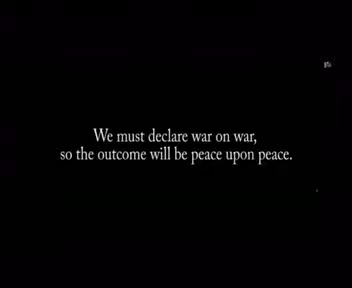 We must declare war on war,
so the outcome will be peace upon peace.